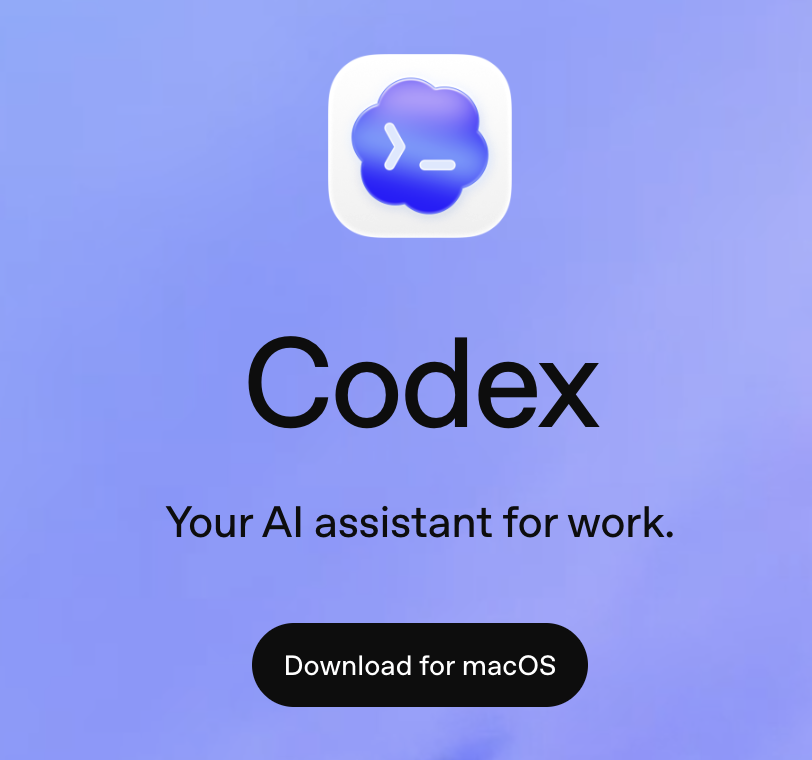 Codex
Your AI assistant for work.
Download for macOS